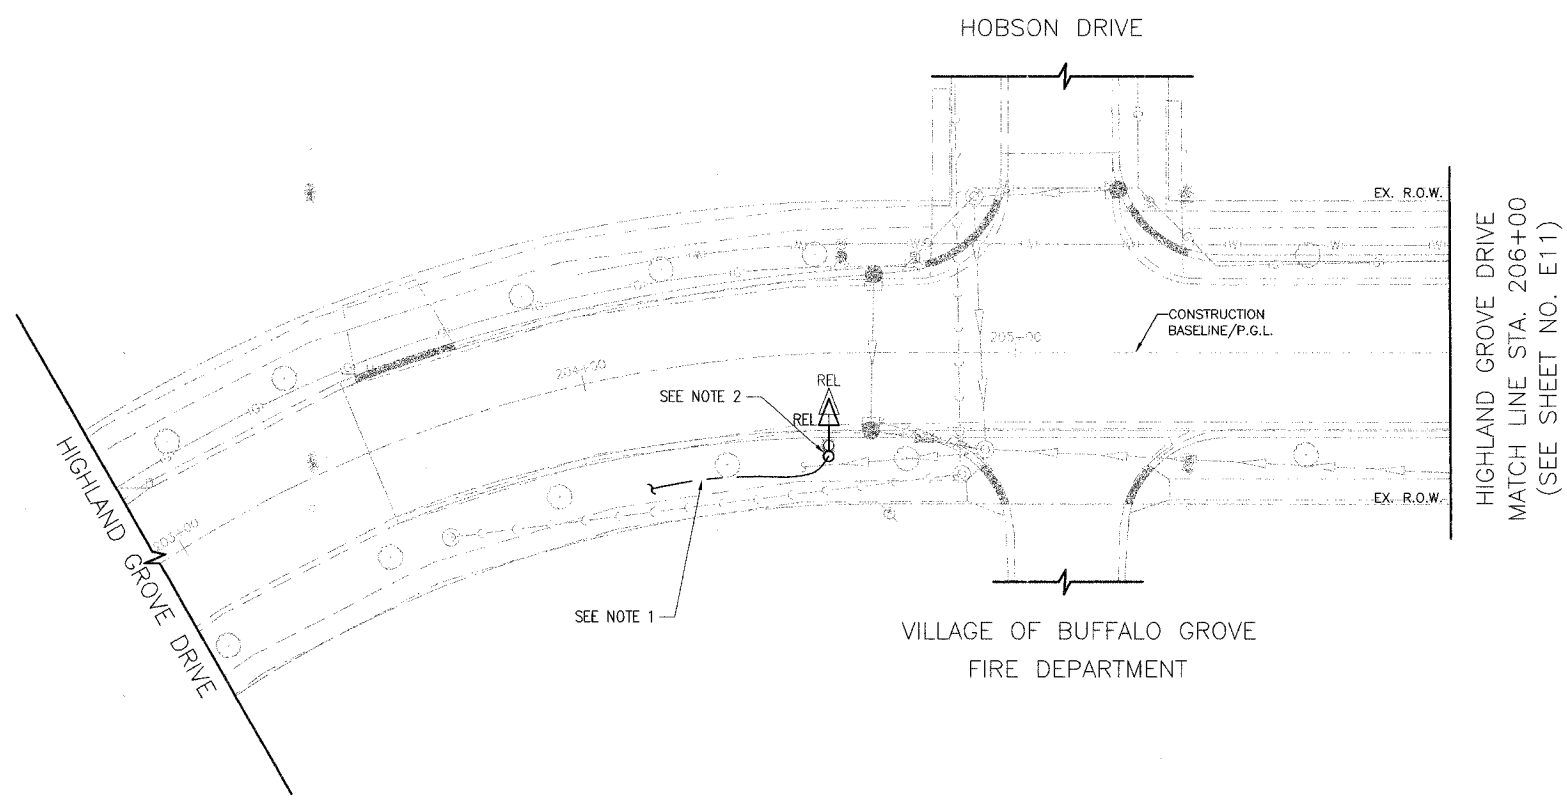 HOBSON DRIVE
EX. R.O.W.
CONSTRUCTION
BASELINE/P.G.L.
205+00
204+00
203+00
REL
REL
SEE NOTE 2
SEE NOTE 1
EX. R.O.W.
HIGHLAND GROVE DRIVE
MATCH LINE STA. 206+00
(SEE SHEET NO. E11)
HIGHLAND GROVE DRIVE
VILLAGE OF BUFFALO GROVE
FIRE DEPARTMENT